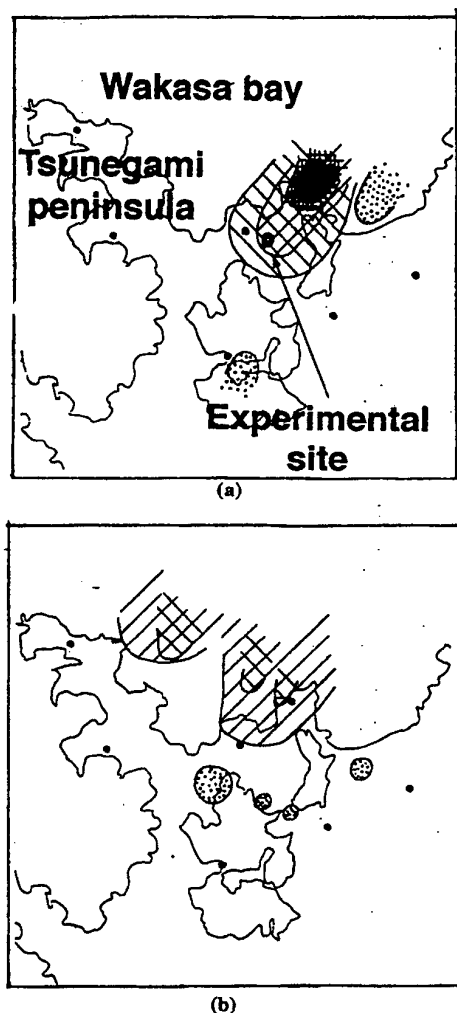 Wakasa bay
Tsunegami
peninsula
Experimental
site
(a)
(b)